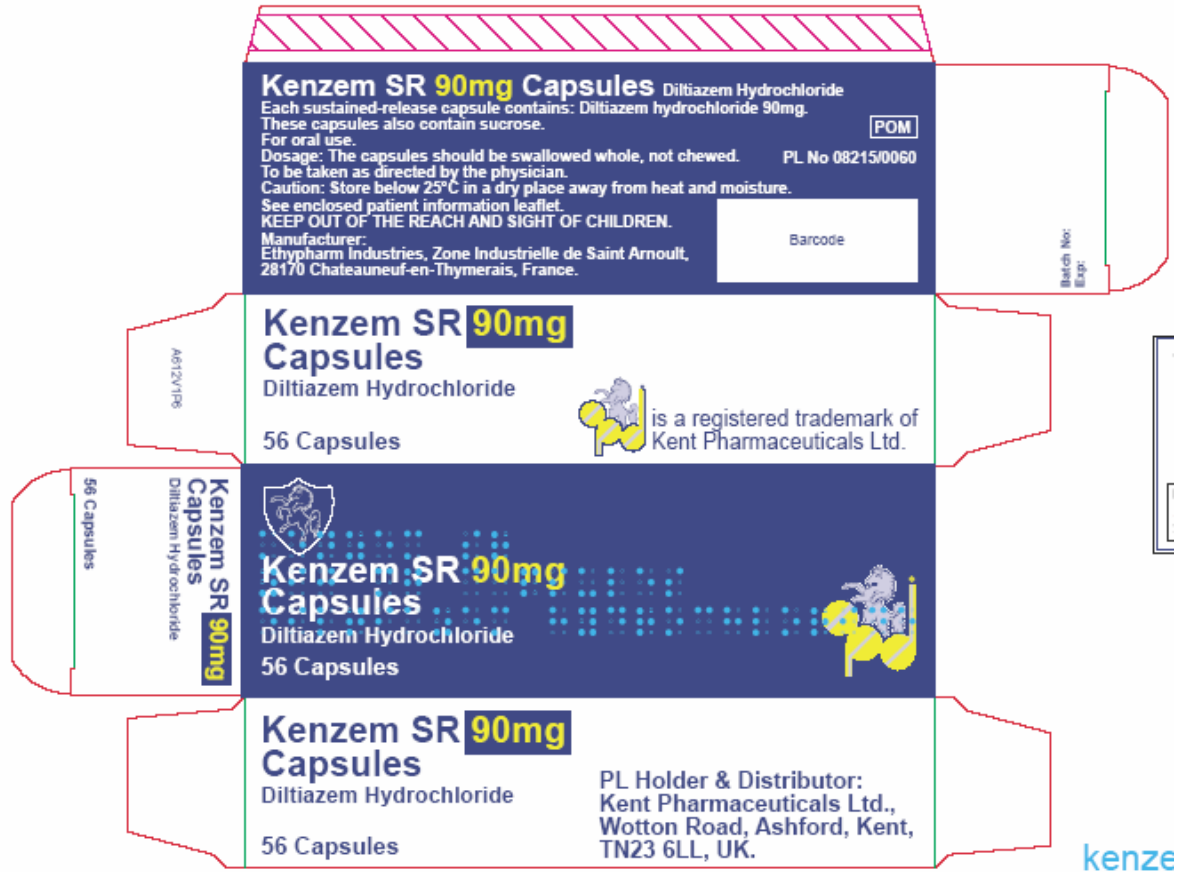 Kenzem SR 90mg Capsules Diltiazem Hydrochloride
Each sustained-release capsule contains: Diltiazem hydrochloride 90mg.
These capsules also contain sucrose.
POM
For oral use.
Dosage: The capsules should be swallowed whole, not chewed.
PL No 08215/0060
To be taken as directed by the physician.
Caution: Store below 25°C in a dry place away from heat and moisture.
See enclosed patient information leaflet.
KEEP OUT OF THE REACH AND SIGHT OF CHILDREN.
Manufacturer:
Ethypharm Industries, Zone Industrielle de Saint Arnoult,
28170 Chateauneuf-en-Thymerais, France.
Barcode
Batch No:
Exp:
Kenzem SR 90mg
Capsules
Diltiazem Hydrochloride
56 Capsules
is a registered trademark of
Kent Pharmaceuticals Ltd.
A612V1P6
Kenzem SR 90mg
Capsules
Diltiazem Hydrochloride
56 Capsules
Kenzem SR 90mg
Capsules
Diltiazem Hydrochloride
56 Capsules
Kenzem SR 90mg
Capsules
Diltiazem Hydrochloride
56 Capsules
PL Holder & Distributor:
Kent Pharmaceuticals Ltd.,
Wotton Road, Ashford, Kent,
TN23 6LL, UK.
kenze